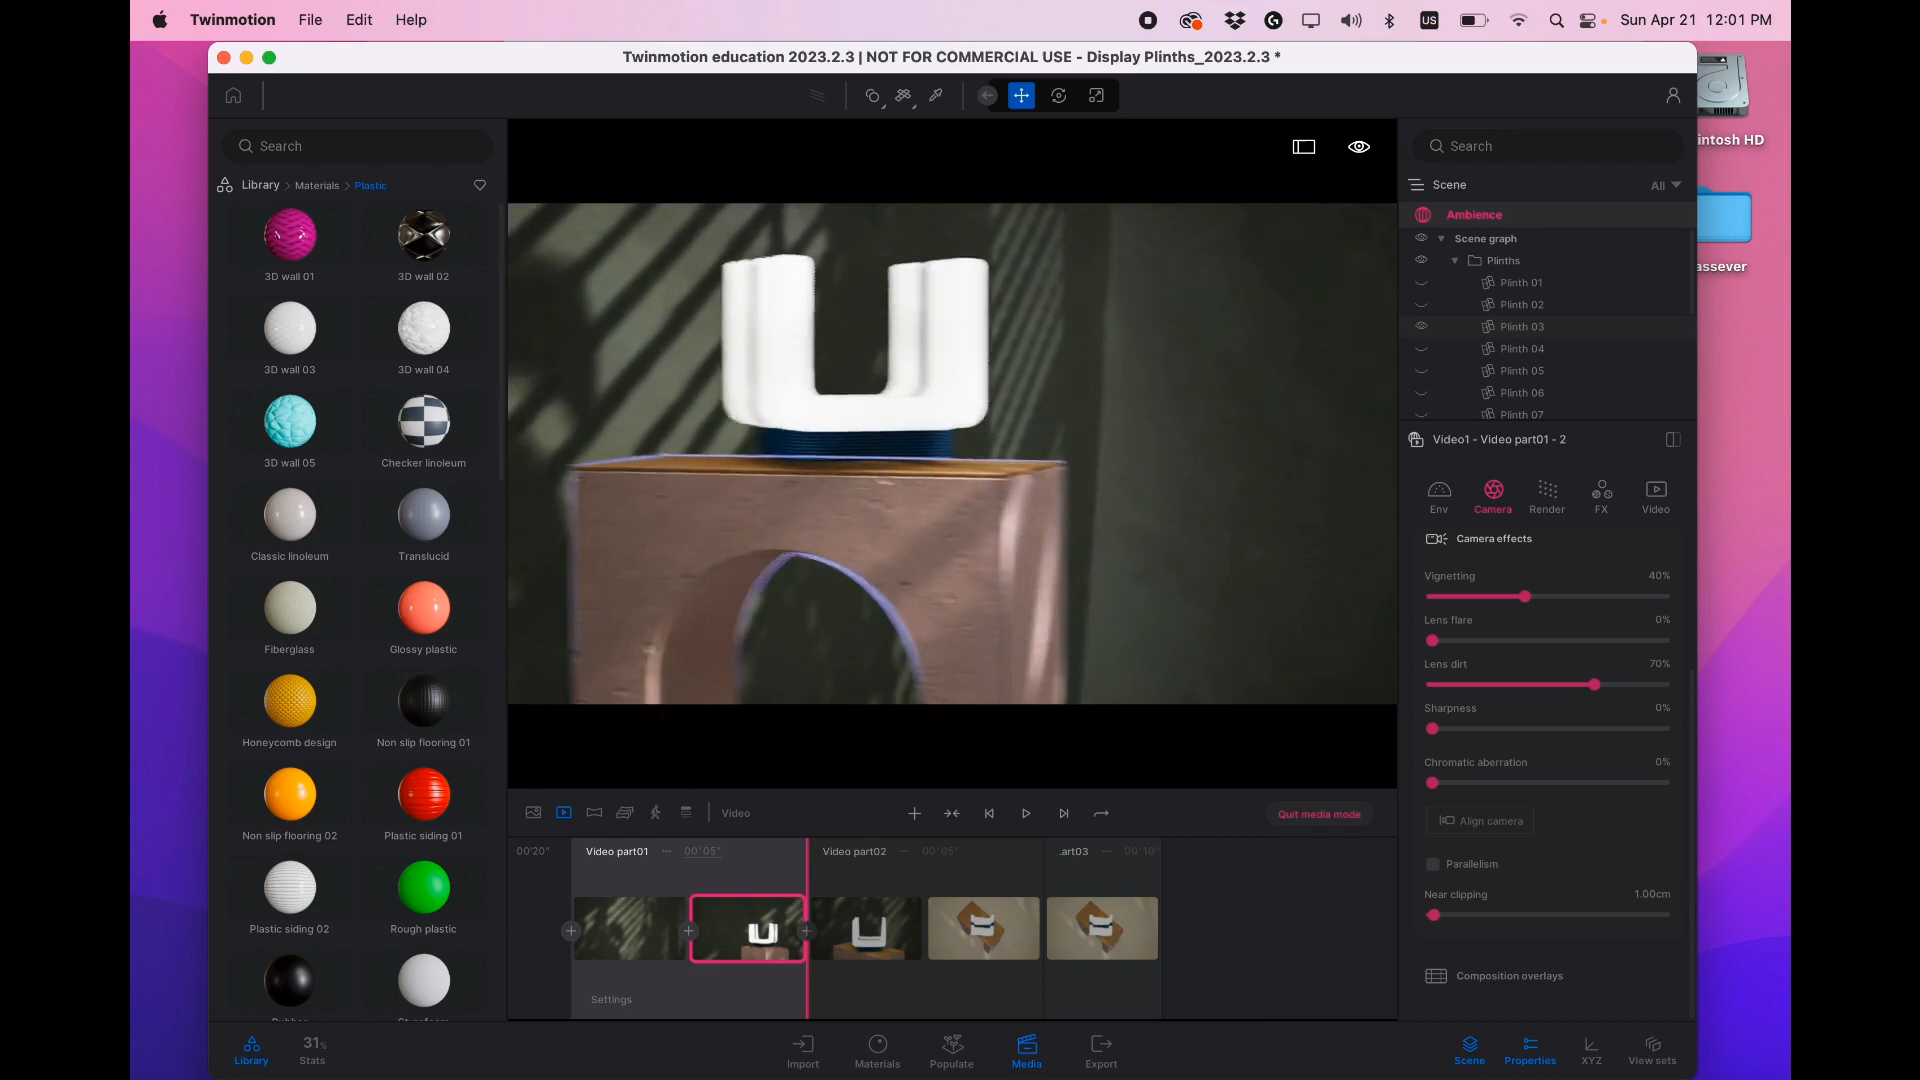 Twinmotion File Edit Help
US
Sun Apr 21 12:01 PM
Twinmotion education 2023.2.3 | NOT FOR COMMERCIAL USE - Display Plinths_2023.2.3 *
intosh HD
assever
Search
Library > Materials > Plastic
3D wall 01
3D wall 02
3D wall 03
3D wall 04
3D wall 05
Checker linoleum
Classic linoleum
Translucid
Fiberglass
Glossy plastic
Honeycomb design
Non slip flooring 01
Non slip flooring 02
Plastic siding 01
Plastic siding 02
Rough plastic
Search
Scene
All
Ambience
Scene graph
Plinths
Plinth 01
Plinth 02
Plinth 03
Plinth 04
Plinth 05
Plinth 06
Plinth 07
Video1 - Video part01 - 2
Env
Camera
Render
FX
Video
Camera effects
Vignetting 40%
Lens flare 0%
Lens dirt 70%
Sharpness 0%
Chromatic aberration 0%
Align camera
Parallelism
Near clipping 1.00cm
Composition overlays
Video
Quit media mode
00'20"
Video part01 ... 00'05"
Video part02 ... 00'05"
.art03 ... 00'10"
Settings
Library
31%
Stats
Import
Materials
Populate
Media
Export
Scene
Properties
XYZ
View sets